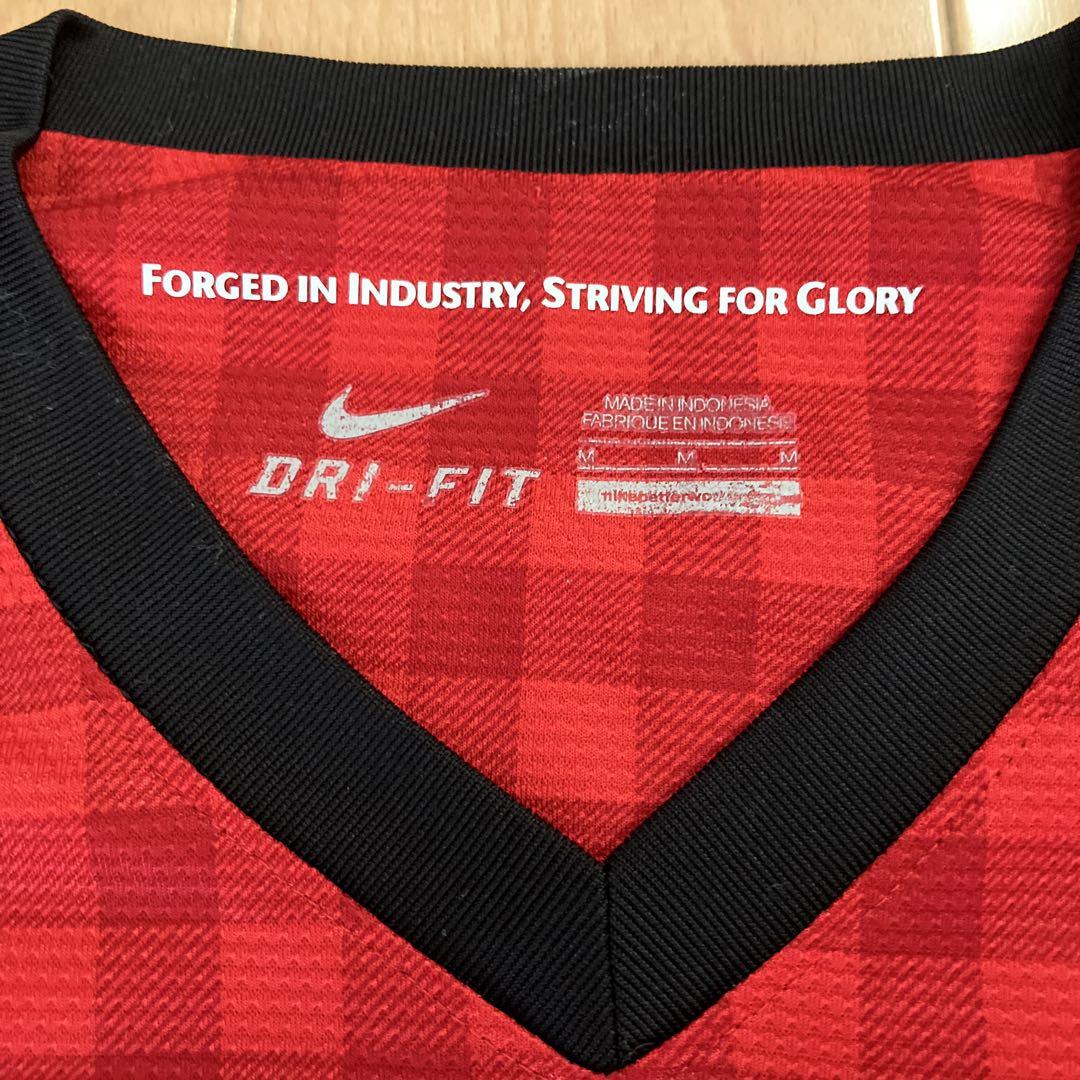 FORGED IN INDUSTRY, STRIVING FOR GLORY
DRI-FIT
MADE IN INDONESIA
FABRIQUE EN INDONESIE
M M M